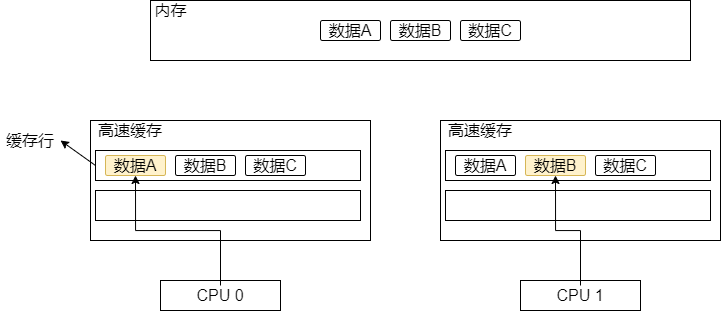 内存
数据A 数据B 数据C
高速缓存 高速缓存
缓存行
数据A 数据B 数据C 数据A 数据B 数据C
CPU 0 CPU 1